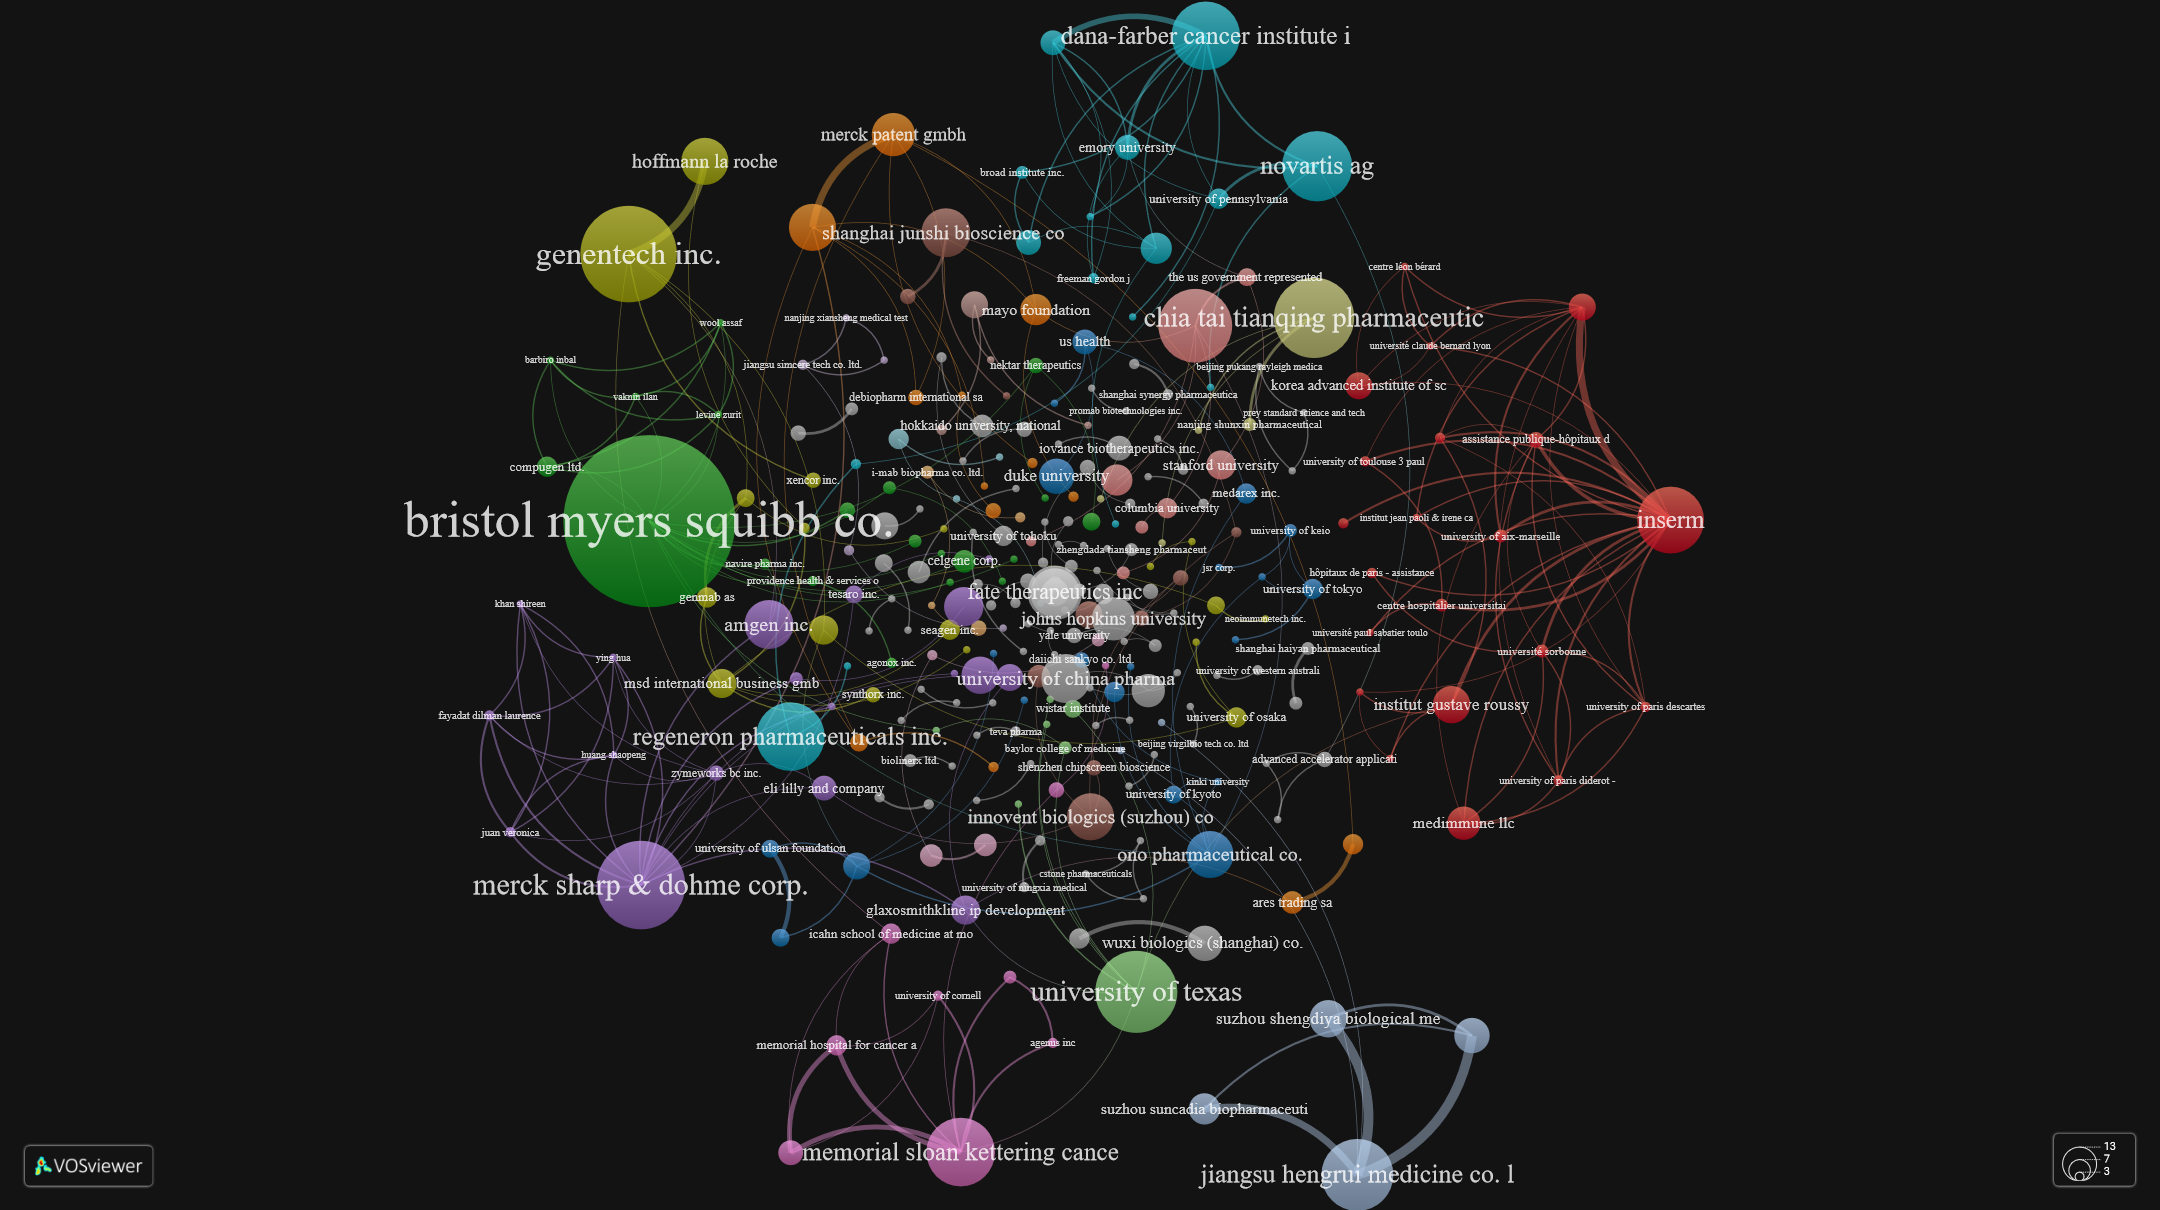 dana-farber cancer institute i
merck patent gmbh
emory university
hoffmann la roche
novartis ag
broad institute inc.
university of pennsylvania
shanghai junshi bioscience co
genentech inc.
centre léon bérard
the us government represented
freeman gordon j
mayo foundation
nanjing xiansheng medical test
chia tai tianqing pharmaceutic
wool assaf
us health
université claude bernard lyon
barbiro inbal
jiangsu simcere tech co. ltd.
nektar therapeutics
beijing pukang rayleigh medica
korea advanced institute of sc
vaknin ilan
debiopharm international sa
shanghai synergy pharmaceutica
levine zurit
promab biotechnologies inc.
prey standard science and tech
hokkaido university, national
nanjing shunxin pharmaceutical
assistance publique-hôpitaux d
iovance biotherapeutics inc.
compugen ltd.
stanford university
university of toulouse 3 paul
i-mab biopharma co. ltd.
duke university
xencor inc.
medarex inc.
columbia university
bristol myers squibb co.
institut jean paoli & irene ca
inserm
university of keio
university of tohoku
university of aix-marseille
zhengdada tiansheng pharmaceut
navire pharma inc.
celgene corp.
jsr corp.
hôpitaux de paris - assistance
providence health & services o
university of tokyo
genmab as
tesaro inc.
fate therapeutics inc
khan shireen
centre hospitalier universitai
amgen inc.
johns hopkins university
neoimmunetech inc.
seagen inc.
yale university
université paul sabatier toulo
shanghai haiyan pharmaceutical
université sorbonne
ying hua
agonox inc.
daiichi sankyo co. ltd.
university of western australi
msd international business gmb
university of china pharma
synthorx inc.
institut gustave roussy
university of paris descartes
wistar institute
fayadat dilman laurence
university of osaka
regeneron pharmaceuticals inc.
teva pharma
beijing virgilbio tech co. ltd
baylor college of medicine
huang shaopeng
biolinerx ltd.
advanced accelerator applicati
zymeworks bc inc.
shenzhen chipscreen bioscience
kinki university
university of paris diderot -
eli lilly and company
university of kyoto
innovent biologics (suzhou) co
medimmune llc
juan veronica
university of ulsan foundation
ono pharmaceutical co.
cstone pharmaceuticals
merck sharp & dohme corp.
university of ningxia medical
ares trading sa
glaxosmithkline ip development
icahn school of medicine at mo
wuxi biologics (shanghai) co.
university of cornell
university of texas
suzhou shengdiya biological me
memorial hospital for cancer a
agenus inc
suzhou suncadia biopharmaceuti
memorial sloan kettering cance
jiangsu hengrui medicine co. l
VOSviewer
13
7
3